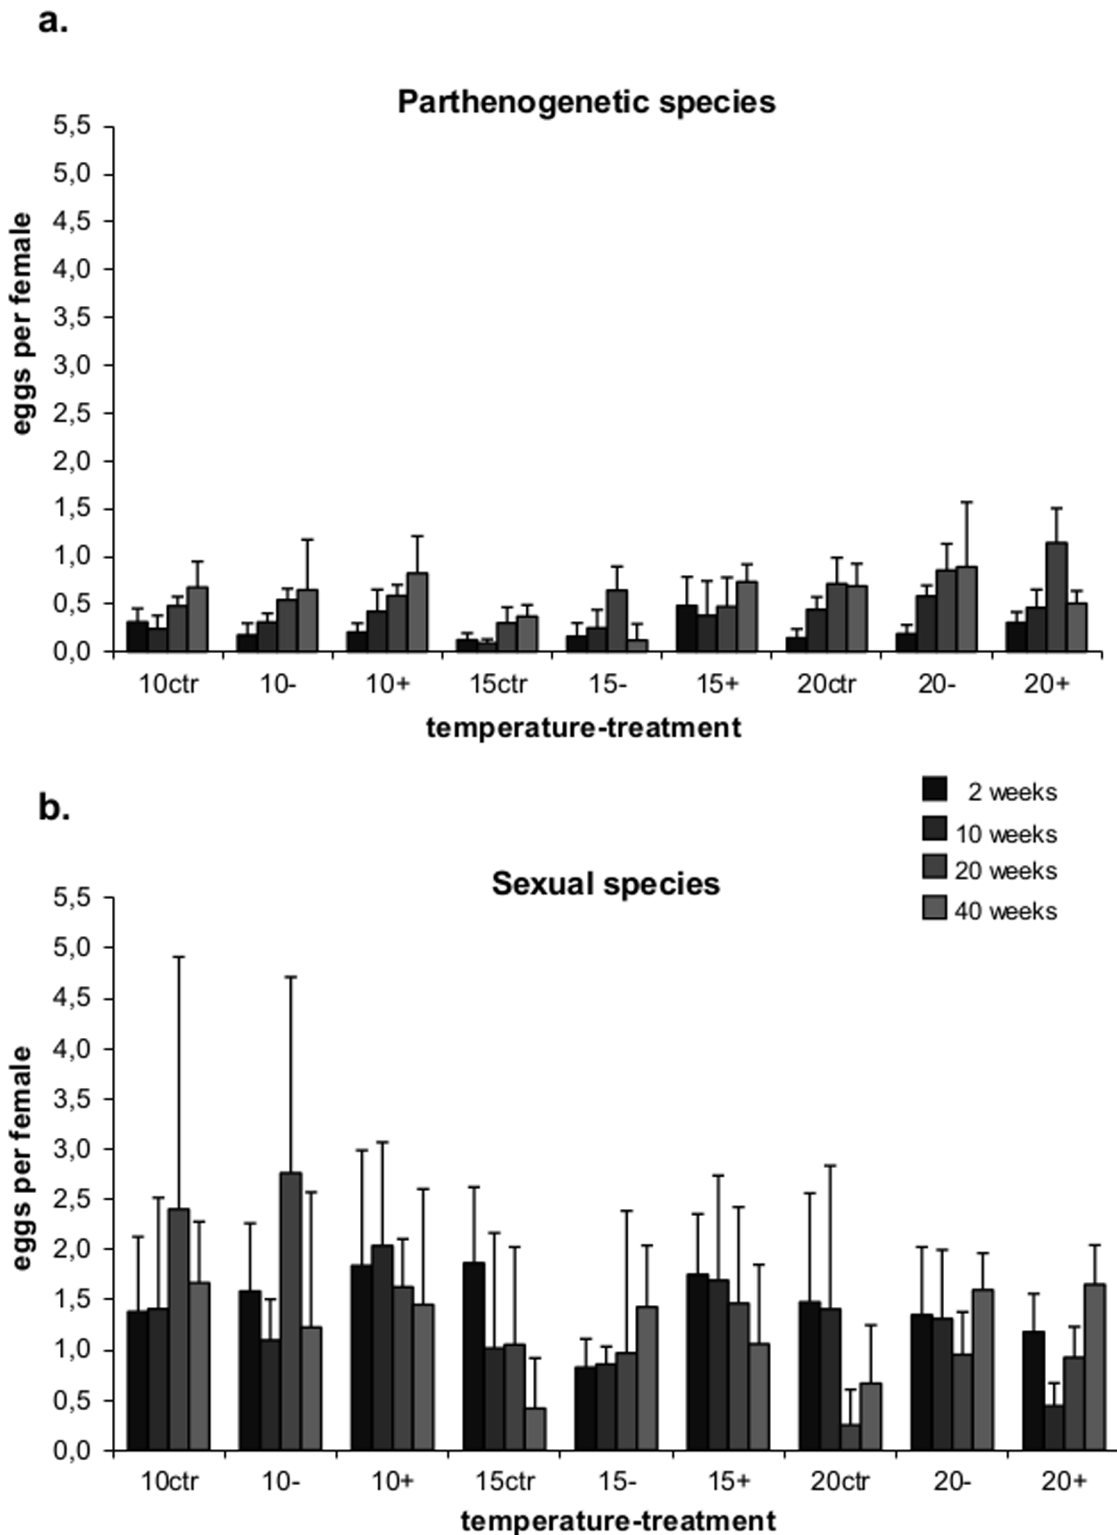 a.
Parthenogenetic species
5,5
5,0
4,5
4,0
3,5
3,0
2,5
2,0
1,5
1,0
0,5
0,0
eggs per female
10ctr 10- 10+ 15ctr 15- 15+ 20ctr 20- 20+
temperature-treatment
2 weeks
10 weeks
20 weeks
40 weeks
b.
Sexual species
5,5
5,0
4,5
4,0
3,5
3,0
2,5
2,0
1,5
1,0
0,5
0,0
eggs per female
10ctr 10- 10+ 15ctr 15- 15+ 20ctr 20- 20+
temperature-treatment